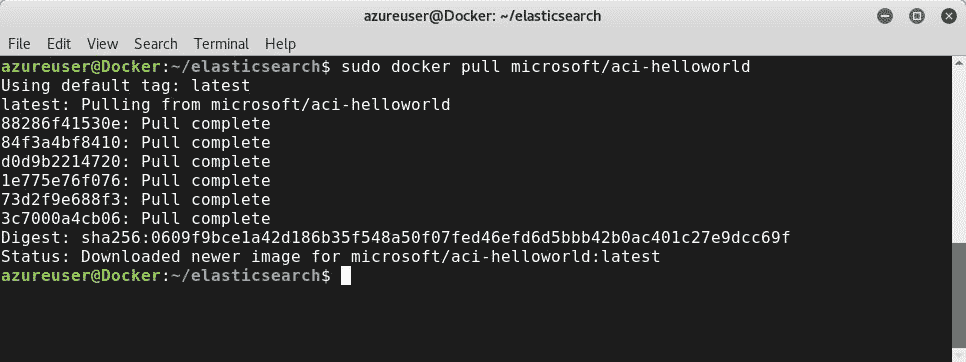 azureuser@Docker: ~/elasticsearch
File Edit View Search Terminal Help
azureuser@Docker:~/elasticsearch$ sudo docker pull microsoft/aci-helloworld
Using default tag: latest
latest: Pulling from microsoft/aci-helloworld
88286f41530e: Pull complete
84f3a4bf8410: Pull complete
d0d9b2214720: Pull complete
1e775e76f076: Pull complete
73d2f9e688f3: Pull complete
3c7000a4cb06: Pull complete
Digest: sha256:0609f9bce1a42d186b35f548a50f07fed46efd6d5bbb42b0ac401c27e9dcc69f
Status: Downloaded newer image for microsoft/aci-helloworld:latest
azureuser@Docker:~/elasticsearch$